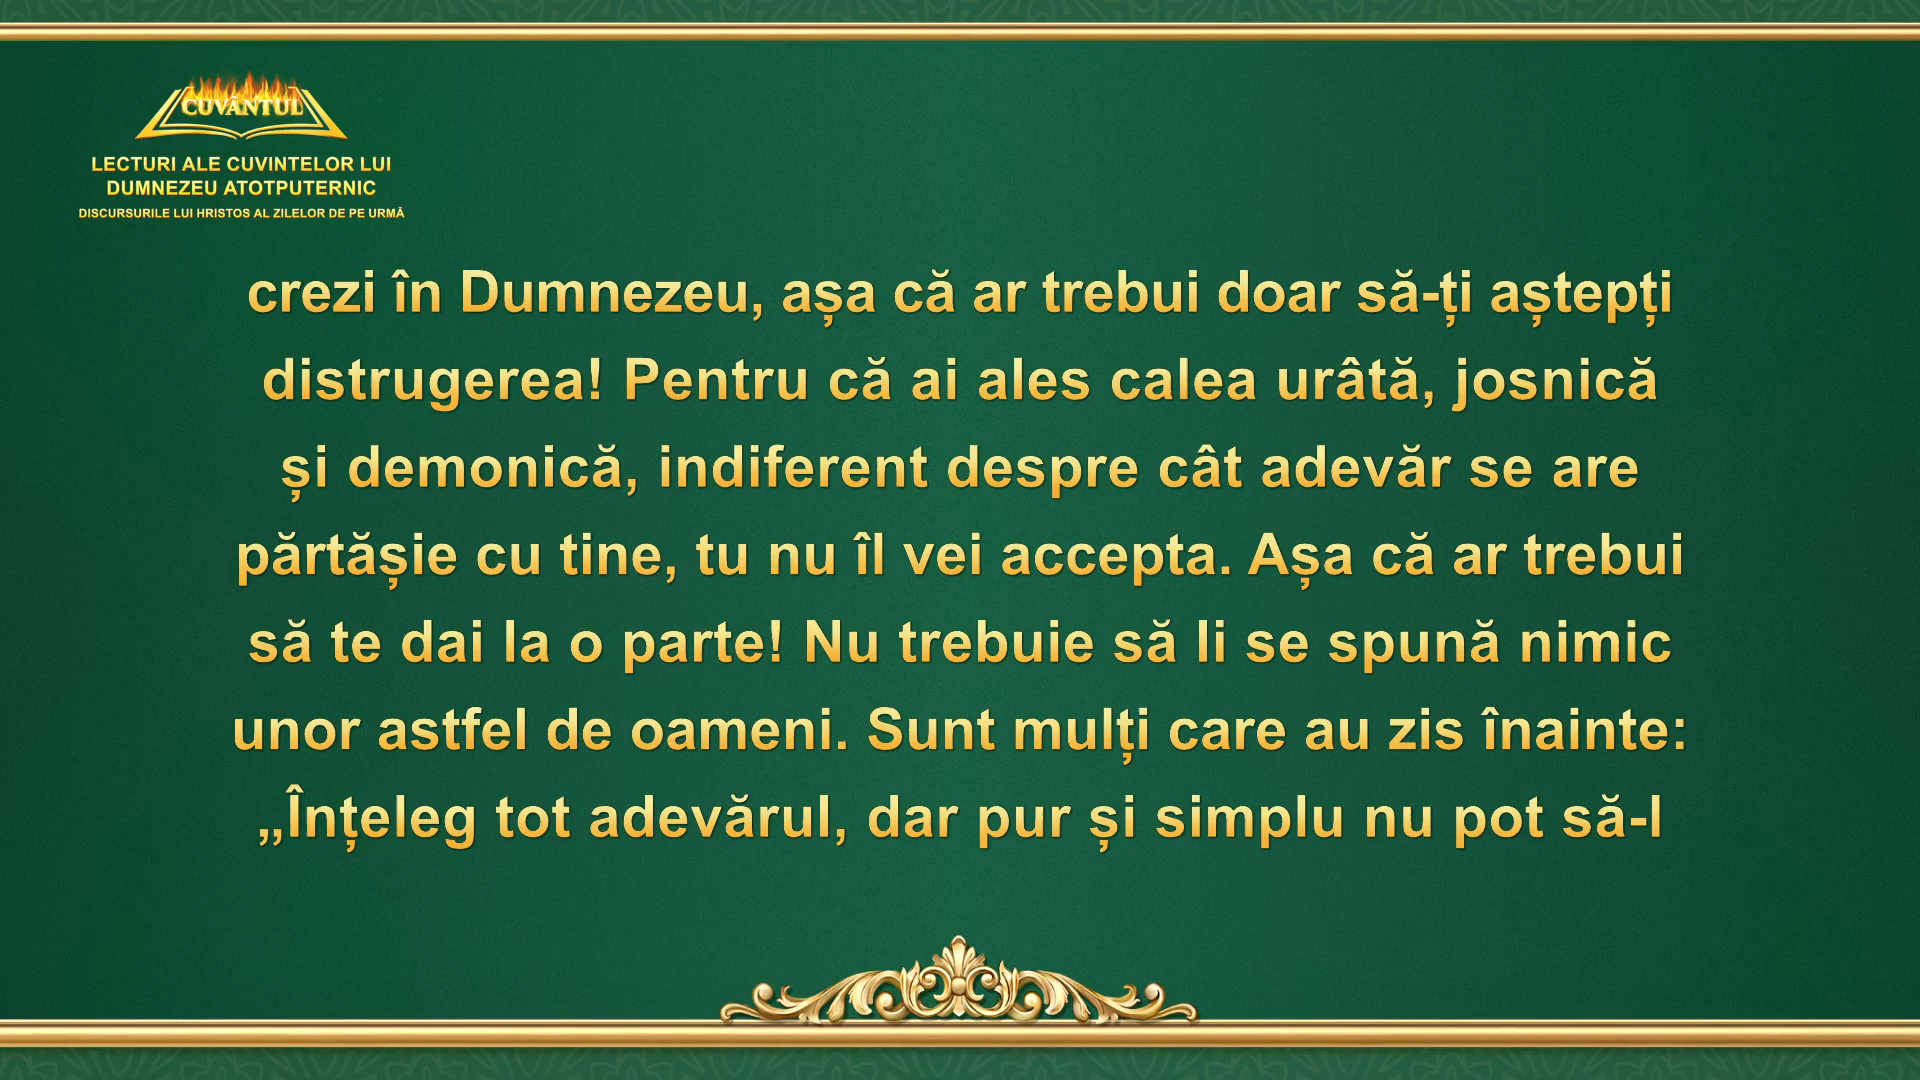 CUVÂNTUL
LECTURI ALE CUVINTELOR LUI
DUMNEZEU ATOTPUTERNIC
DISCURSURILE LUI HRISTOS AL ZILELOR DE PE URMĂ
crezi în Dumnezeu, așa că ar trebui doar să-ți aștepți
distrugerea! Pentru că ai ales calea urâtă, josnică
și demonică, indiferent despre cât adevăr se are
părtășie cu tine, tu nu îl vei accepta. Așa că ar trebui
să te dai la o parte! Nu trebuie să li se spună nimic
unor astfel de oameni. Sunt mulți care au zis înainte:
„Înțeleg tot adevărul, dar pur și simplu nu pot să-l